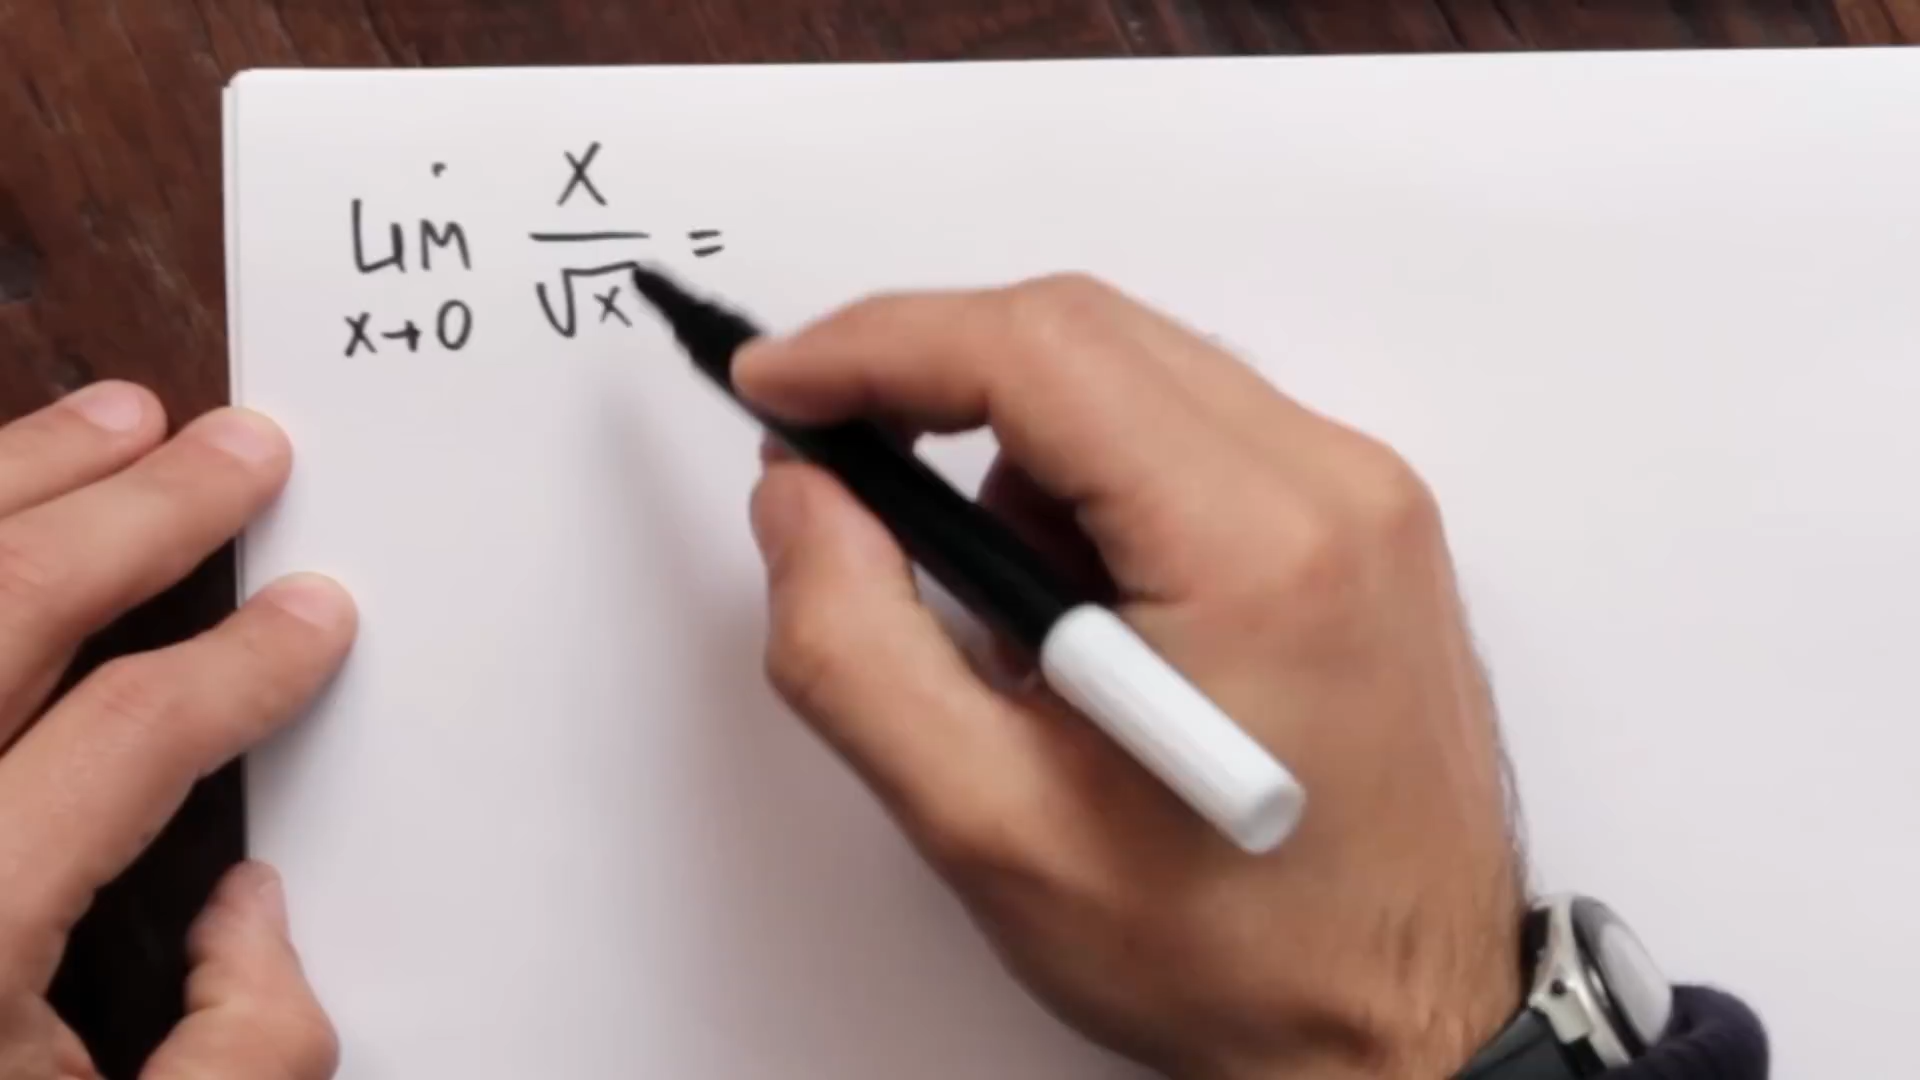 Lim x/√x =
x→0